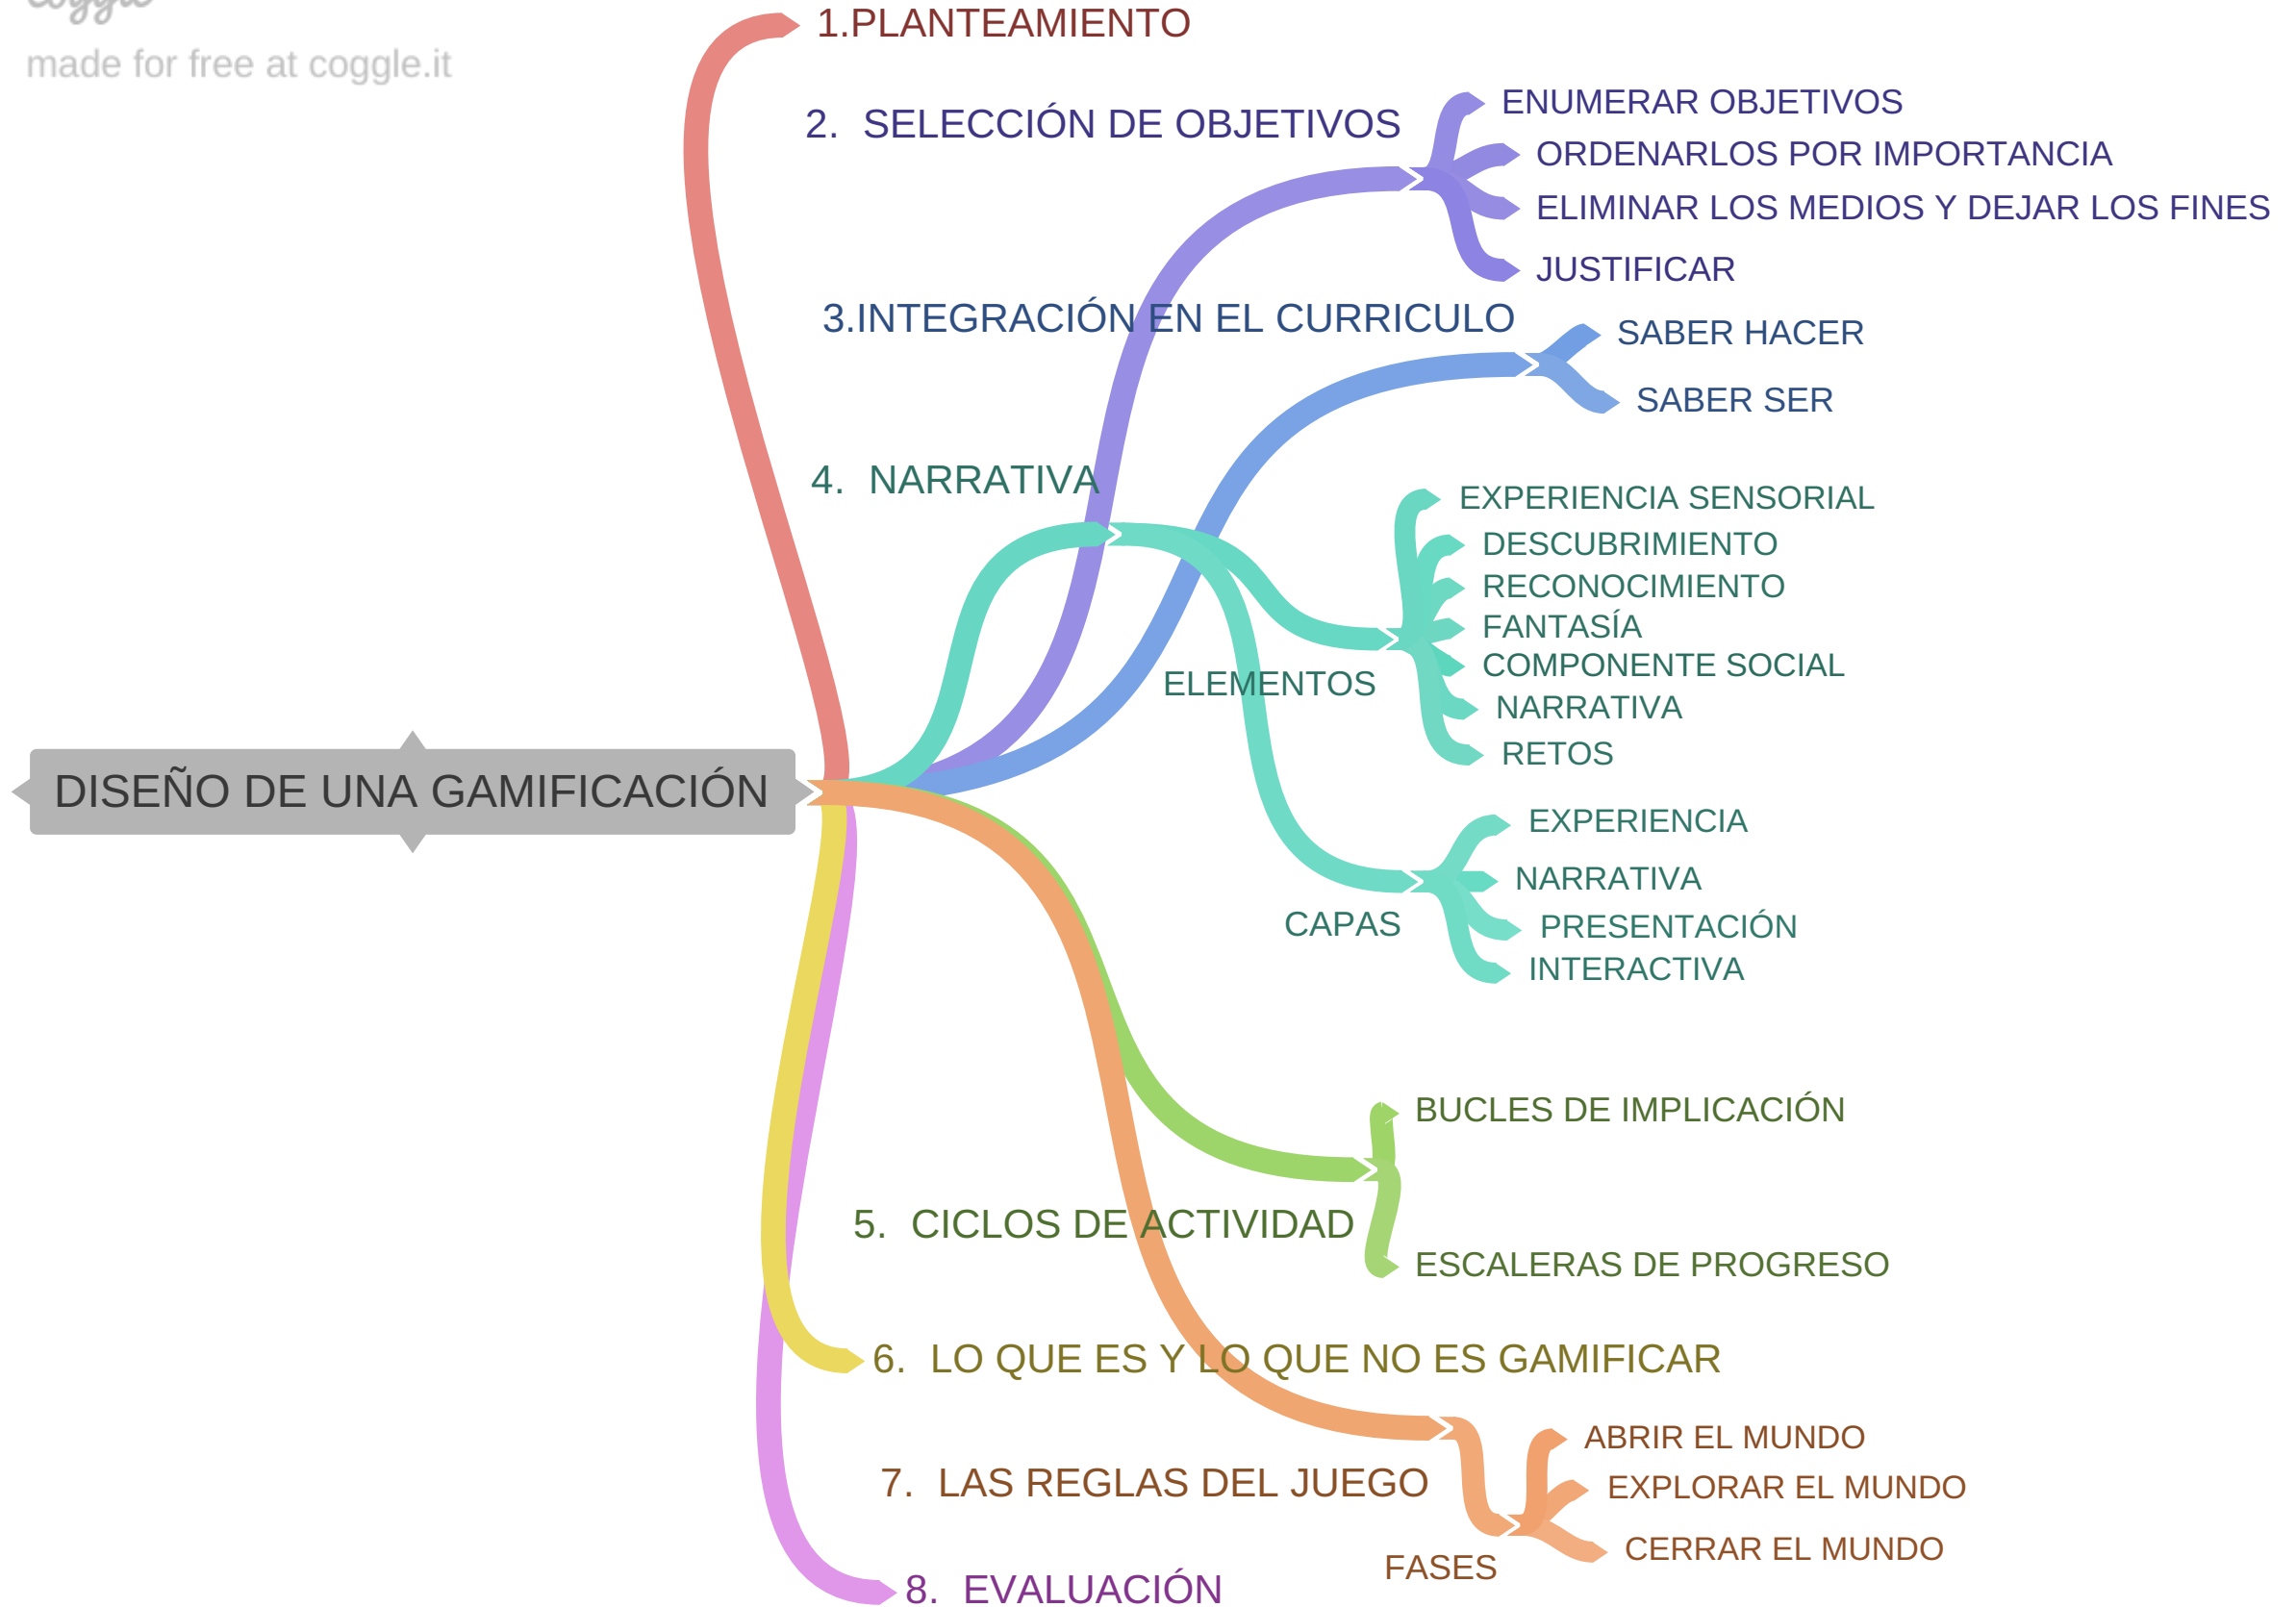 coggle
made for free at coggle.it
DISEÑO DE UNA GAMIFICACIÓN
1.PLANTEAMIENTO
2. SELECCIÓN DE OBJETIVOS
ENUMERAR OBJETIVOS
ORDENARLOS POR IMPORTANCIA
ELIMINAR LOS MEDIOS Y DEJAR LOS FINES
JUSTIFICAR
3.INTEGRACIÓN EN EL CURRICULO
SABER HACER
SABER SER
4. NARRATIVA
ELEMENTOS
EXPERIENCIA SENSORIAL
DESCUBRIMIENTO
RECONOCIMIENTO
FANTASÍA
COMPONENTE SOCIAL
NARRATIVA
RETOS
CAPAS
EXPERIENCIA
NARRATIVA
PRESENTACIÓN
INTERACTIVA
5. CICLOS DE ACTIVIDAD
BUCLES DE IMPLICACIÓN
ESCALERAS DE PROGRESO
6. LO QUE ES Y LO QUE NO ES GAMIFICAR
7. LAS REGLAS DEL JUEGO
FASES
ABRIR EL MUNDO
EXPLORAR EL MUNDO
CERRAR EL MUNDO
8. EVALUACIÓN